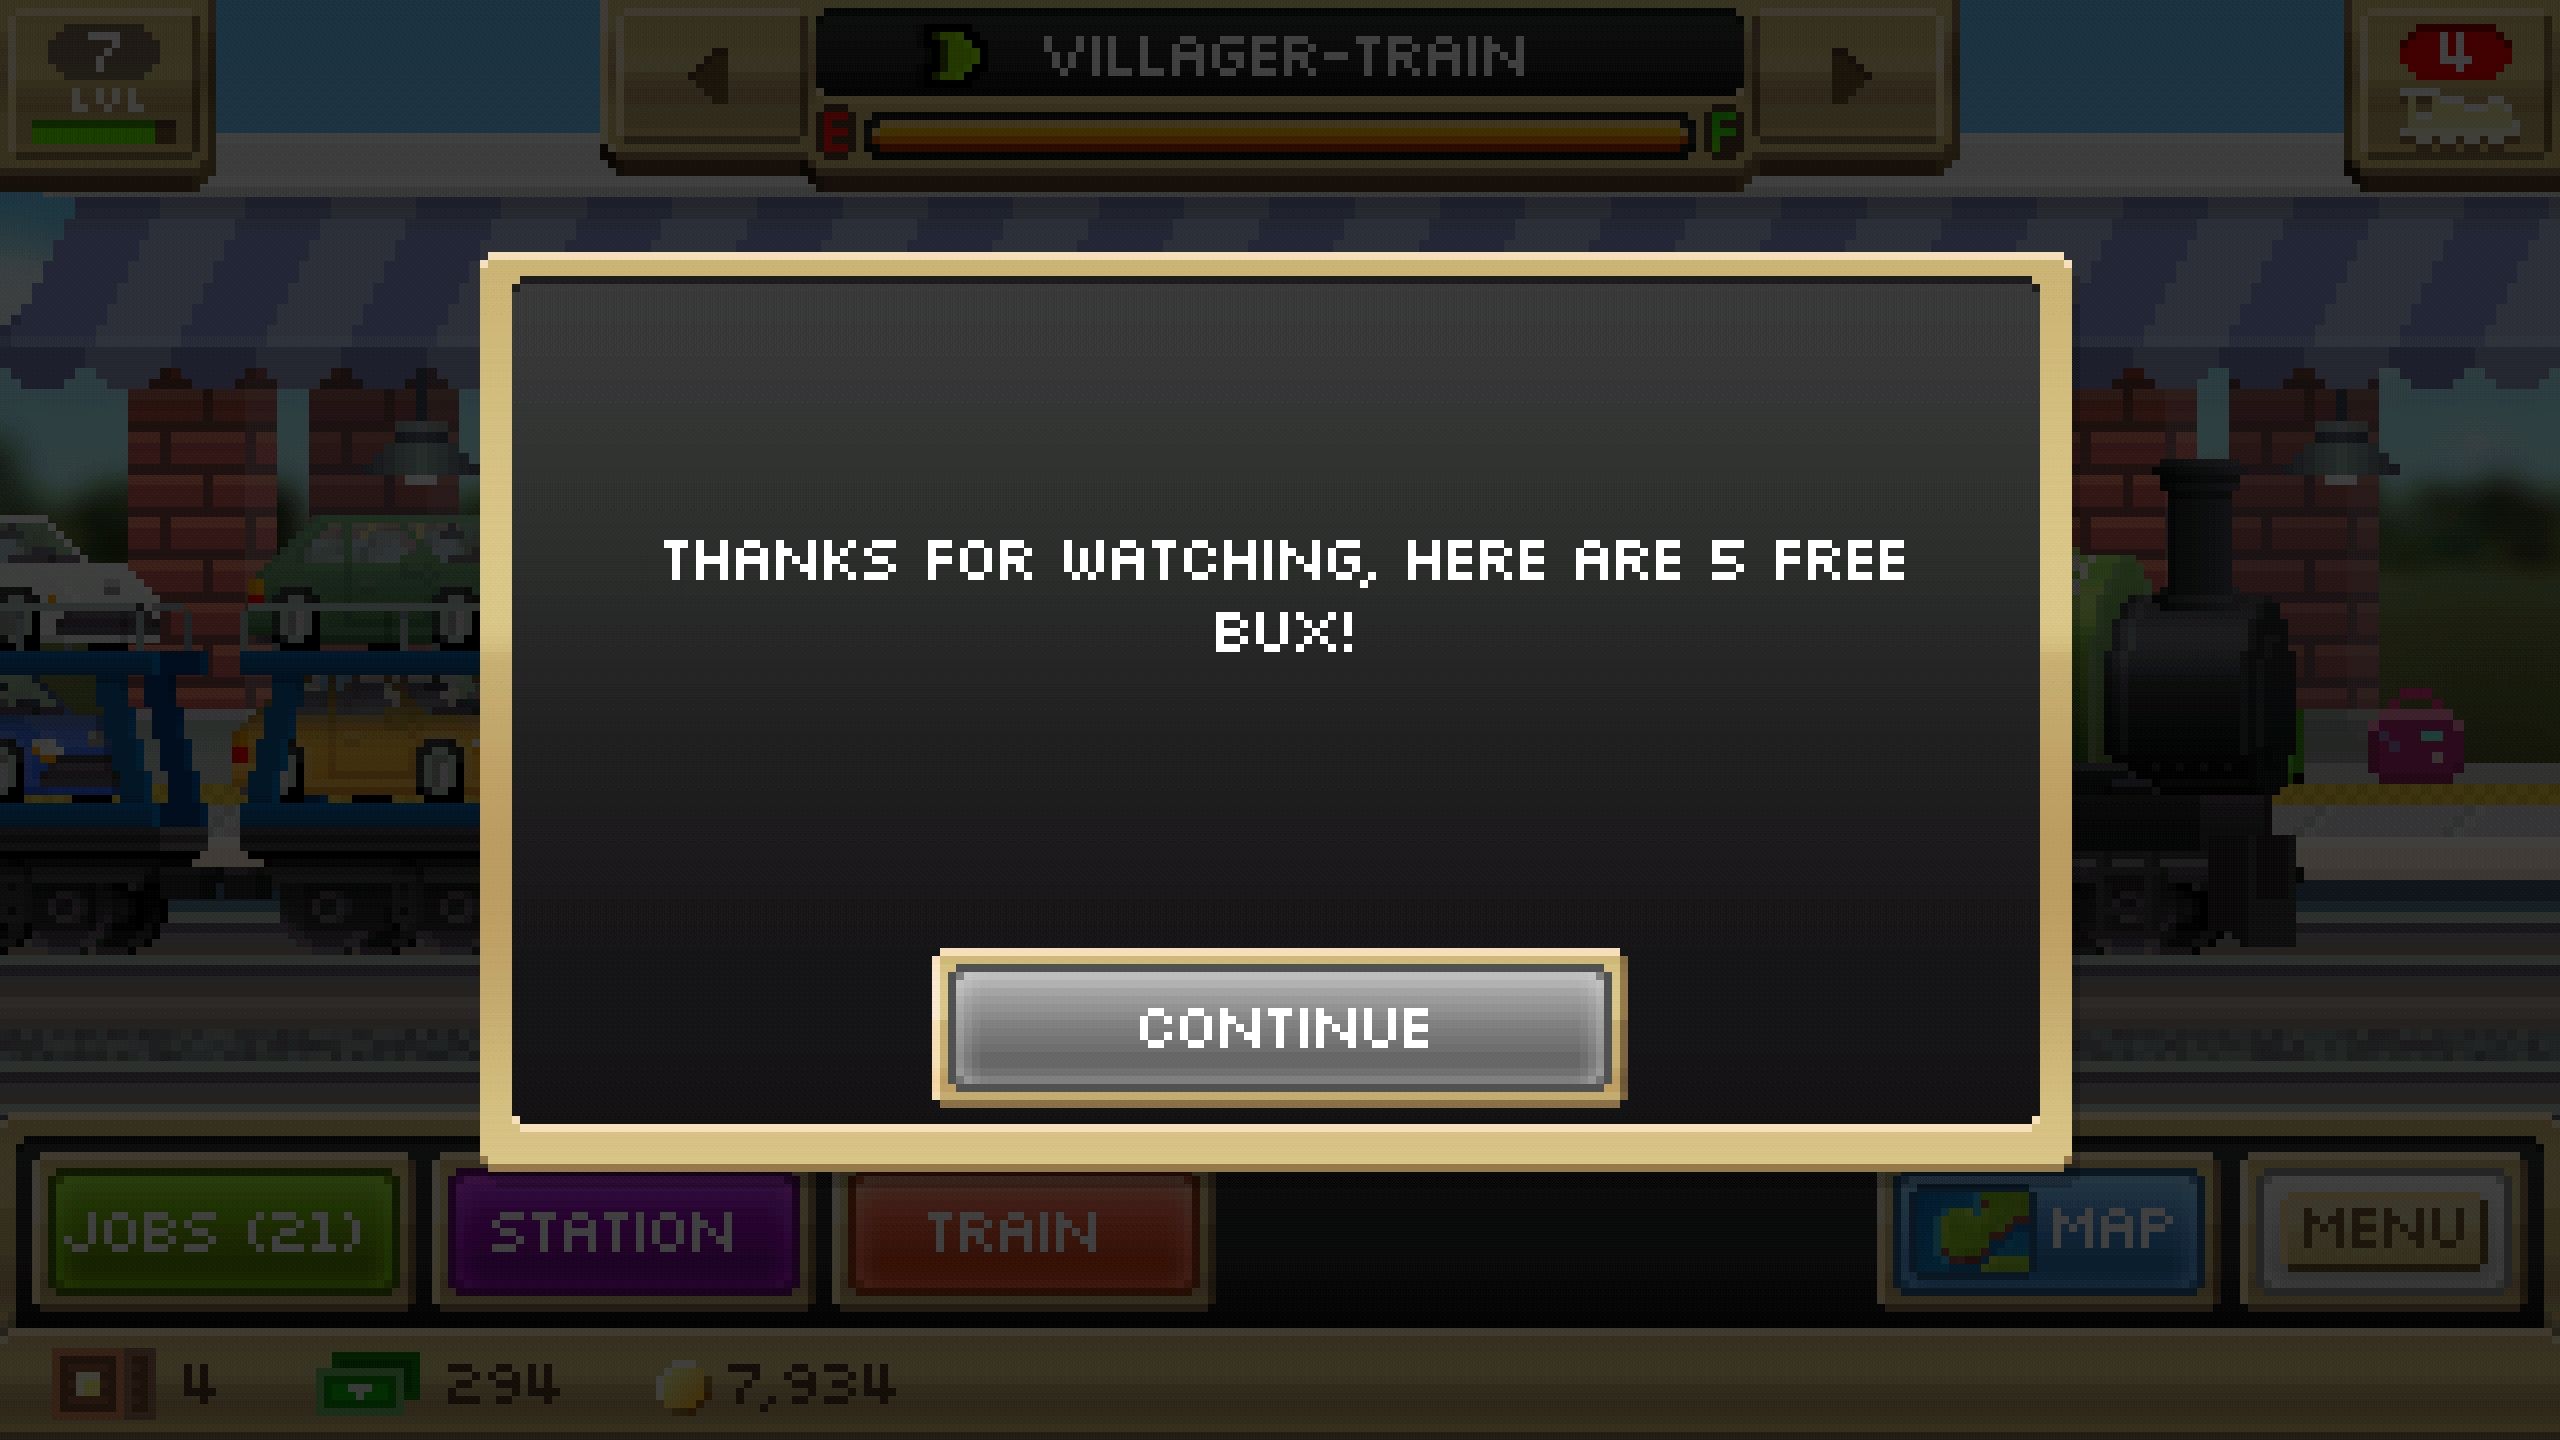 7
LVL
VILLAGER-TRAIN
E F
4
THANKS FOR WATCHING, HERE ARE 5 FREE
BUX!
CONTINUE
JOBS (21) STATION TRAIN MAP MENU
4 294 7,934